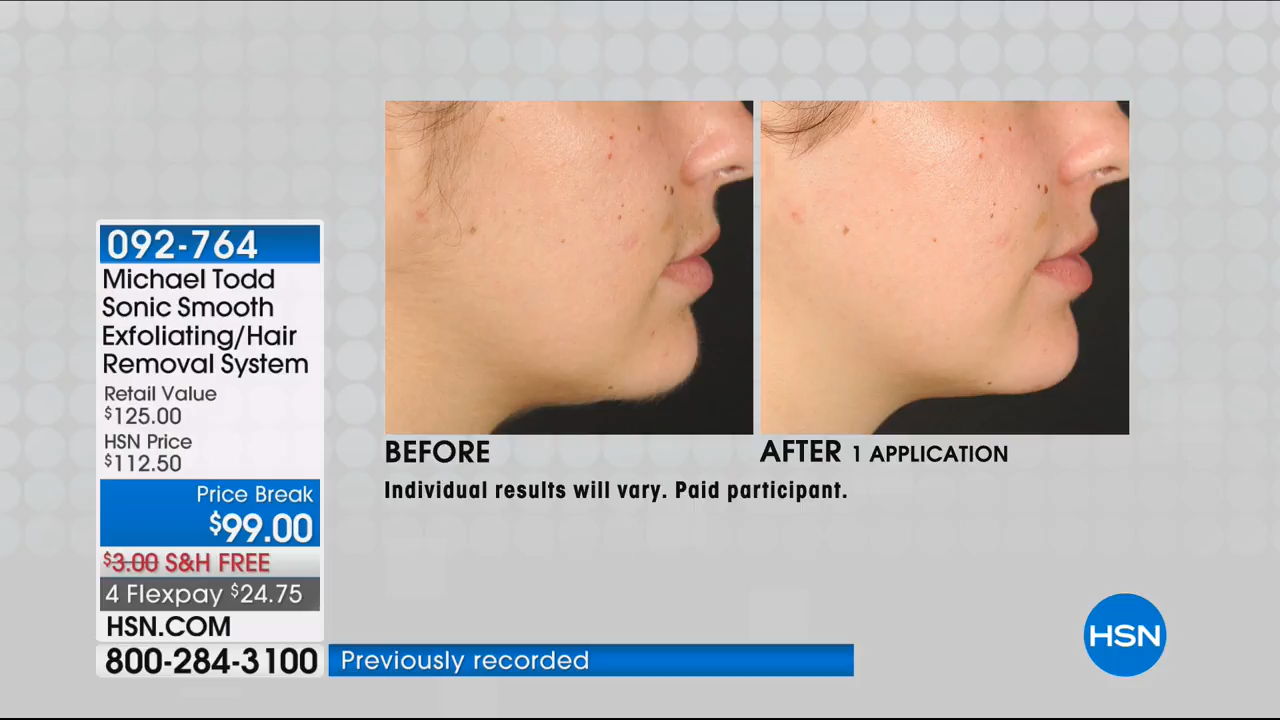 092-764
Michael Todd
Sonic Smooth
Exfoliating/Hair
Removal System
Retail Value
$125.00
HSN Price
$112.50
Price Break
$99.00
$3.00 S&H FREE
4 Flexpay $24.75
HSN.COM
800-284-3100
Previously recorded
BEFORE
AFTER 1 APPLICATION
Individual results will vary. Paid participant.
HSN